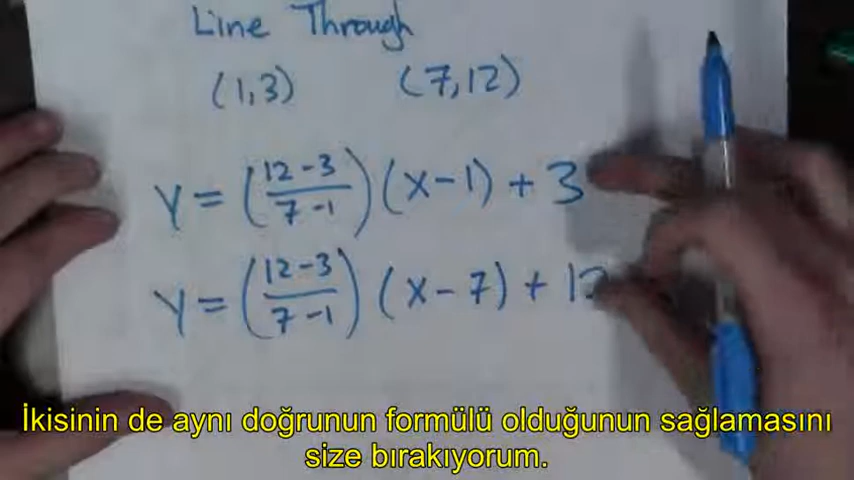 Line Through
(1,3) (7,12)
y = (12-3/7-1)(x-1) + 3
y = (12-3/7-1)(x-7) + 12
İkisinin de aynı doğrunun formülü olduğunun sağlamasını
size bırakıyorum.